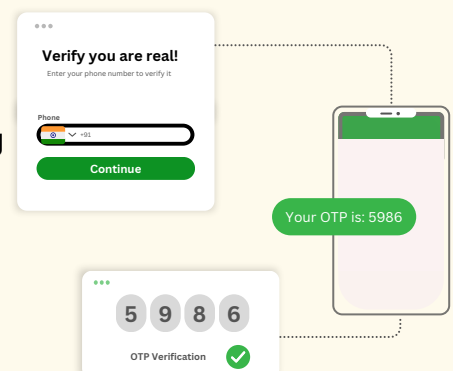 Verify you are real!
Enter your phone number to verify it
Phone
+91
Continue
Your OTP is: 5986
5 9 8 6
OTP Verification